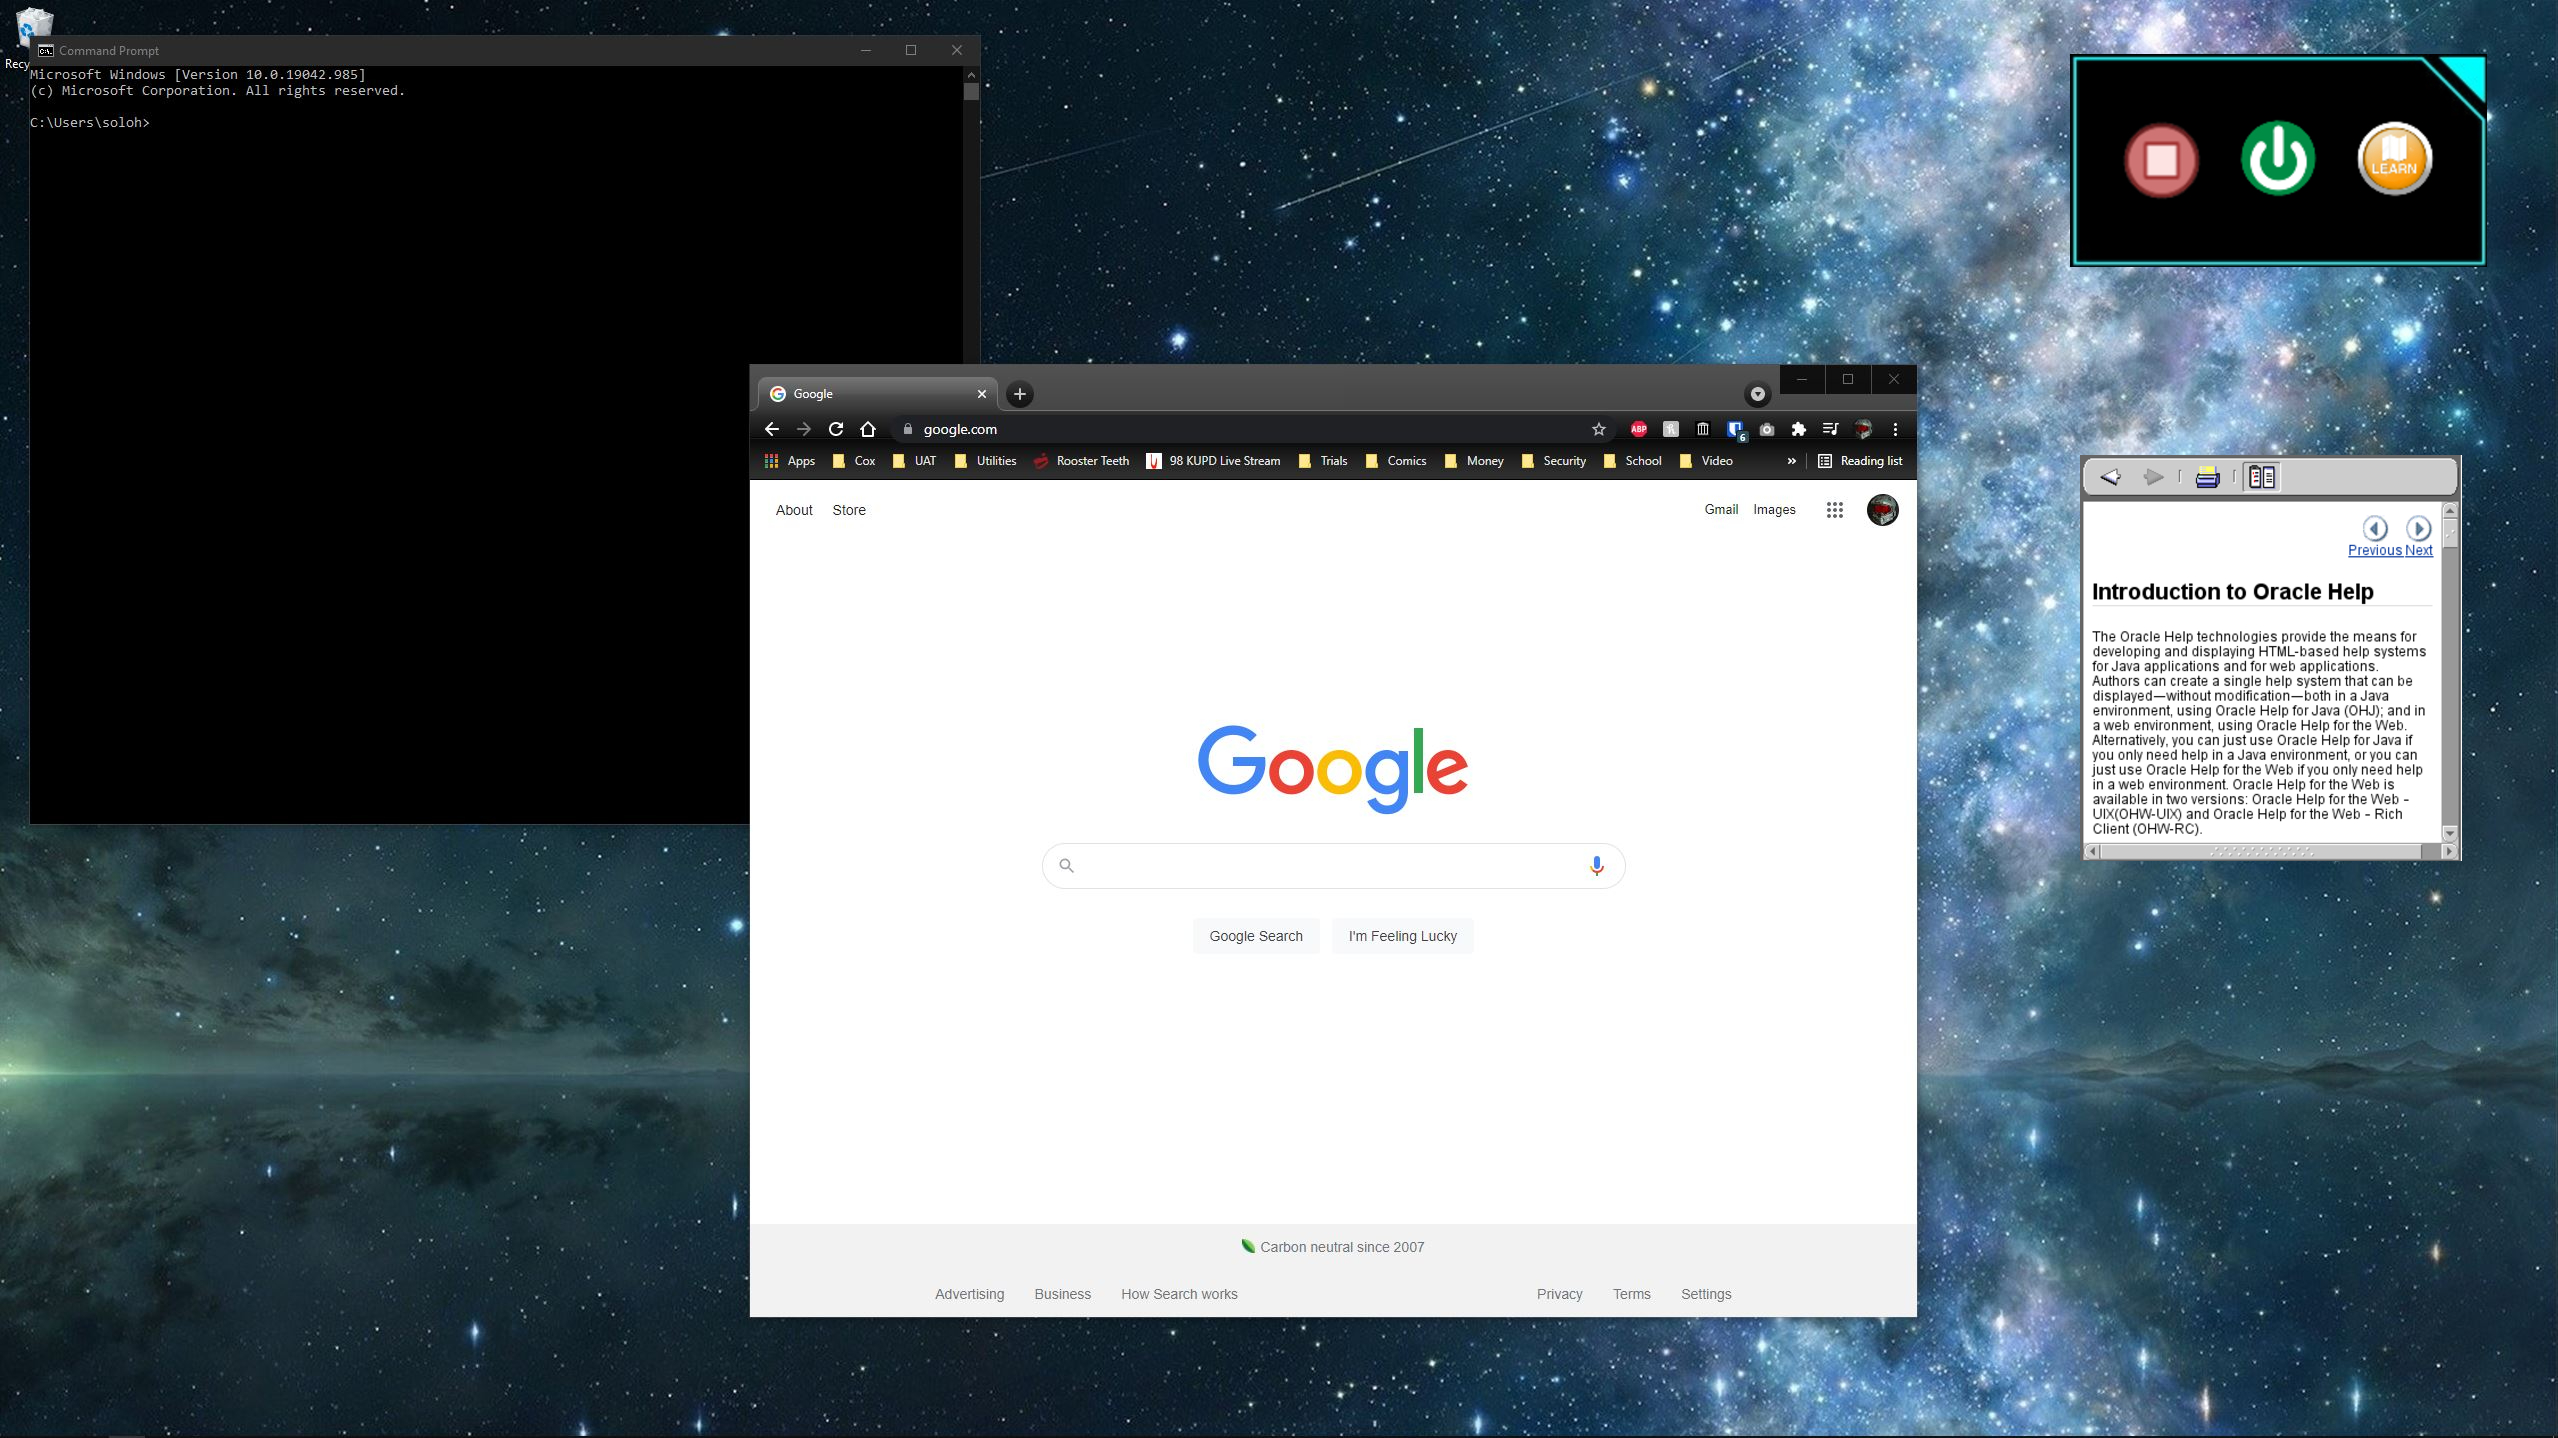 Recy
Command Prompt
Microsoft Windows [Version 10.0.19042.985]
(c) Microsoft Corporation. All rights reserved.
C:\Users\soloh>
LEARN
Google
google.com
ABP
6
Apps Cox UAT Utilities Rooster Teeth 98 KUPD Live Stream Trials Comics Money Security School Video » Reading list
About Store Gmail Images
Google
Google Search I'm Feeling Lucky
Carbon neutral since 2007
Advertising Business How Search works Privacy Terms Settings
Previous Next
Introduction to Oracle Help
The Oracle Help technologies provide the means for
developing and displaying HTML-based help systems
for Java applications and for web applications.
Authors can create a single help system that can be
displayed—without modification—both in a Java
environment, using Oracle Help for Java (OHJ); and in
a web environment, using Oracle Help for the Web.
Alternatively, you can just use Oracle Help for Java if
you only need help in a Java environment, or you can
just use Oracle Help for the Web if you only need help
in a web environment. Oracle Help for the Web is
available in two versions: Oracle Help for the Web -
UIX(OHW-UIX) and Oracle Help for the Web - Rich
Client (OHW-RC).